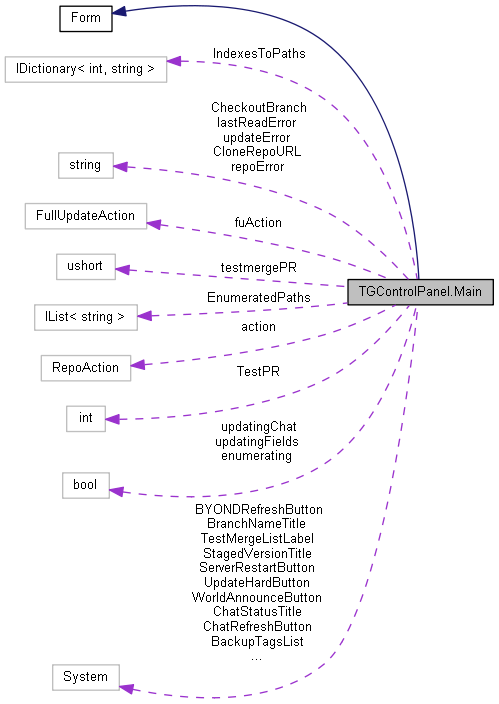 Form
IndexesToPaths
IDictionary< int, string >
CheckoutBranch
lastReadError
updateError
CloneRepoURL
repoError
string
FullUpdateAction
fuAction
ushort
testmergePR
TGControlPanel.Main
EnumeratedPaths
IList< string >
action
RepoAction
TestPR
int
updatingChat
updatingFields
enumerating
bool
BYONDRefreshButton
BranchNameTitle
TestMergeListLabel
StagedVersionTitle
ServerRestartButton
UpdateHardButton
WorldAnnounceButton
ChatStatusTitle
ChatRefreshButton
BackupTagsList
...
System